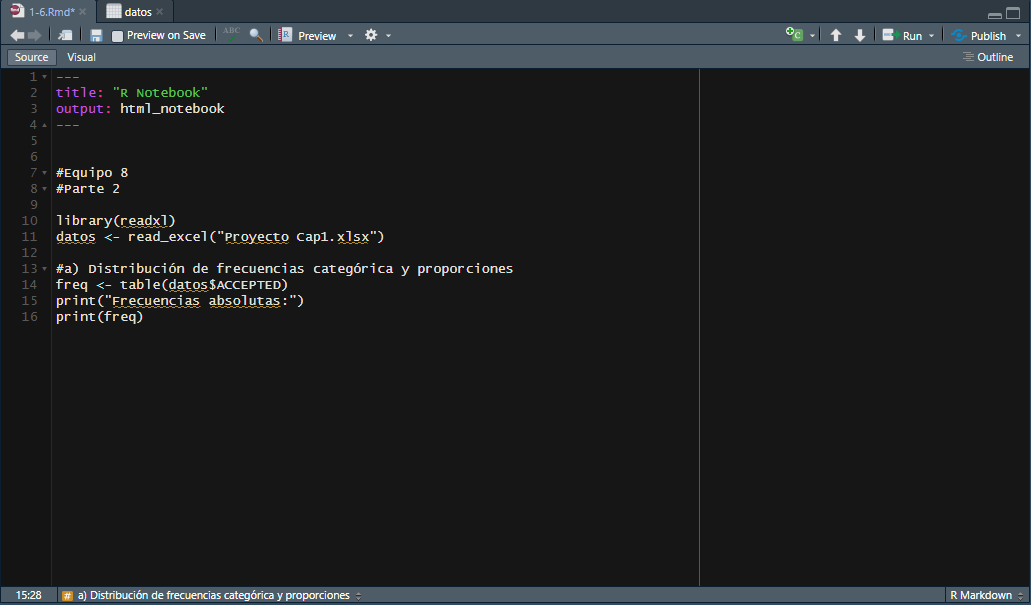 1-6.Rmd* datos
Preview on Save ABC Preview Run Publish
Source Visual Outline
1 ---
2 title: "R Notebook"
3 output: html_notebook
4 ---
5
6
7 #Equipo 8
8 #Parte 2
9
10 library(readxl)
11 datos <- read_excel("Proyecto Cap1.xlsx")
12
13 #a) Distribución de frecuencias categórica y proporciones
14 freq <- table(datos$ACCEPTED)
15 print("Frecuencias absolutas:")
16 print(freq)
15:28 # a) Distribución de frecuencias categórica y proporciones R Markdown